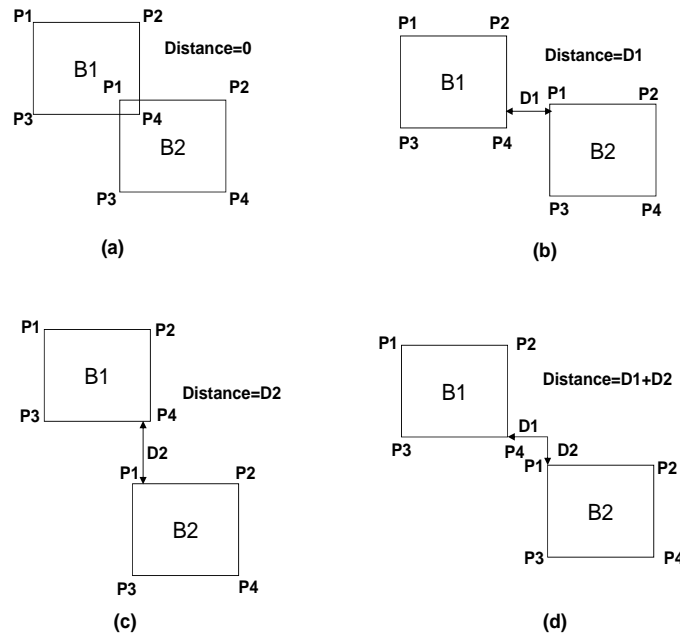 P1 P2
Distance=0
B1
P1 P2
P3 P4
B2
P3 P4
(a)
P1 P2
Distance=D1
B1
D1 P1 P2
P3 P4
B2
P3 P4
(b)
P1 P2
B1
Distance=D2
P3 P4
D2
P1 P2
B2
P3 P4
(c)
P1 P2
Distance=D1+D2
B1
D1
P3 P4 D2
P1 P2
B2
P3 P4
(d)